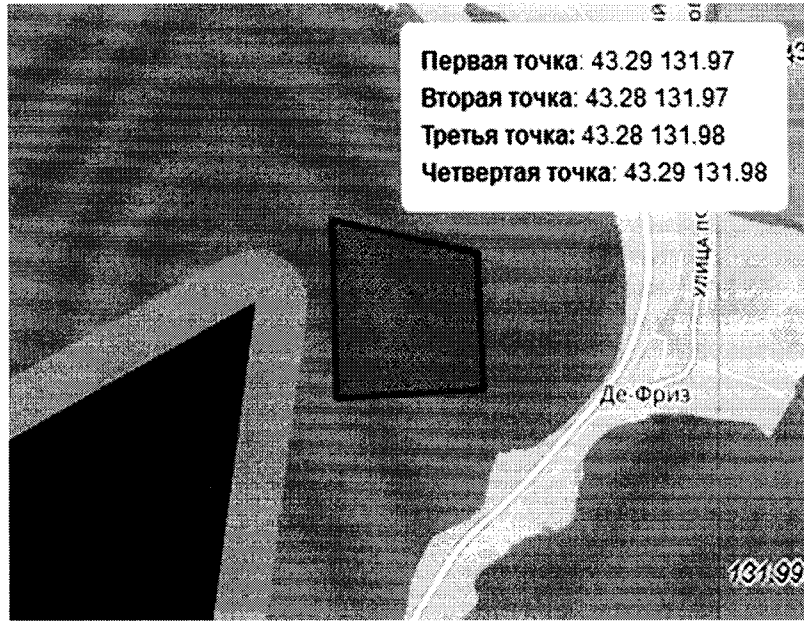 Первая точка: 43.29 131.97
Вторая точка: 43.28 131.97
Третья точка: 43.28 131.98
Четвертая точка: 43.29 131.98
Де-Фриз
131.99